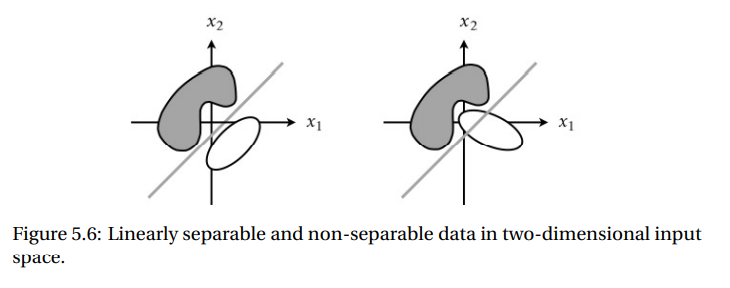 x2 x2
x1 x1
Figure 5.6: Linearly separable and non-separable data in two-dimensional input
space.